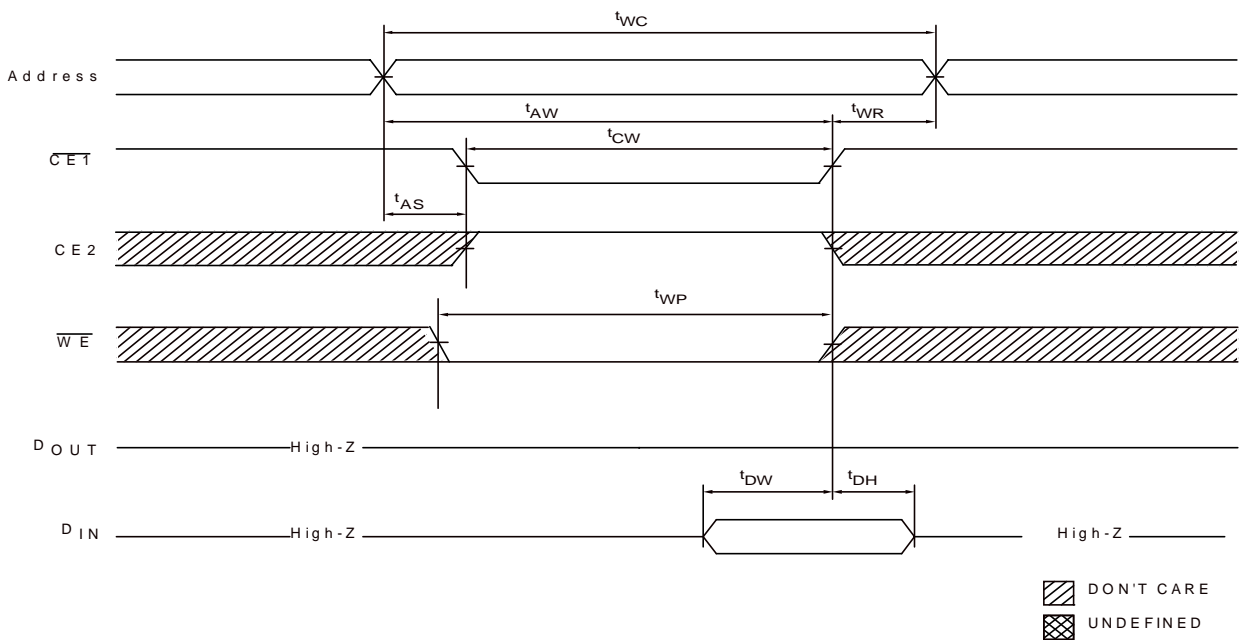 tWC
Address
tAW
tWR
tCW
CE1
tAS
CE2
tWP
WE
DOUT
High-Z
tDW
tDH
DIN
High-Z
High-Z
DON'T CARE
UNDEFINED